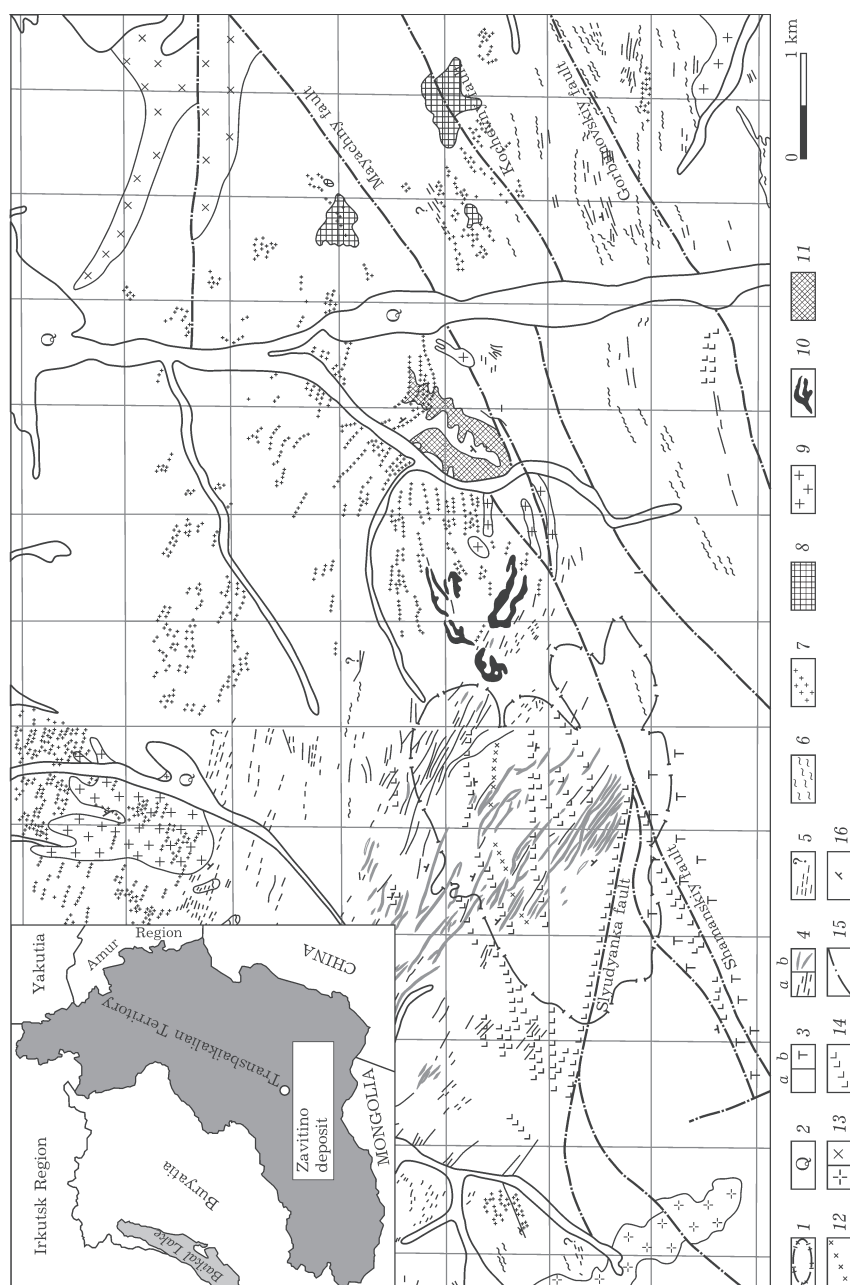 Yakutia
Amur
Region
CHINA
Irkutsk Region
Buryatia
Baikal Lake
Transbaikalian Territory
Zavitino
deposit
MONGOLIA
Mayachny fault
Kochetny fault
Gorbunovskiy fault
Slyudyanka fault
Shamanskiy fault
Q
Q
Q
?
?
?
?
0 1 km
1
Q 2
a b
T 3
a b
4
? 5
6
7
8
9
10
11
12
13
14
15
16